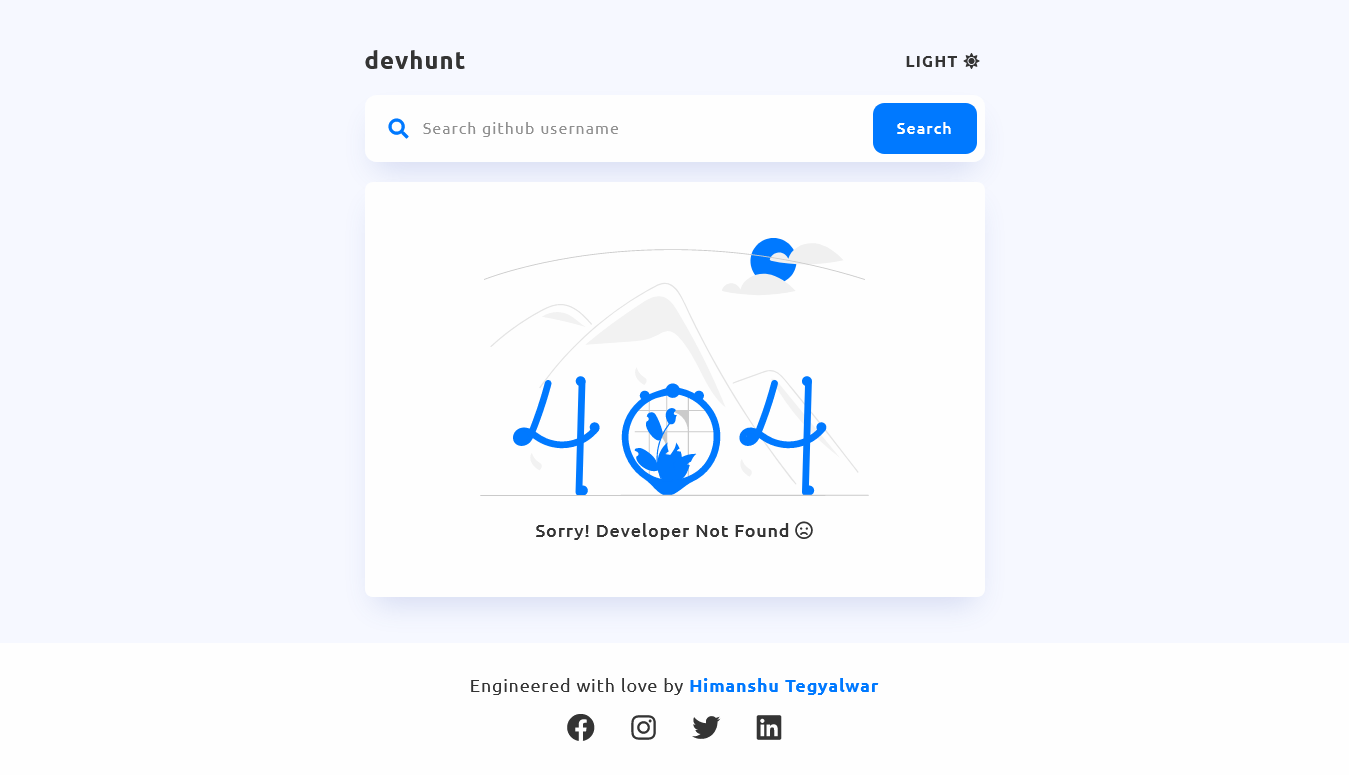 devhunt
LIGHT
Search github username
Search
404
Sorry! Developer Not Found
Engineered with love by Himanshu Tegyalwar